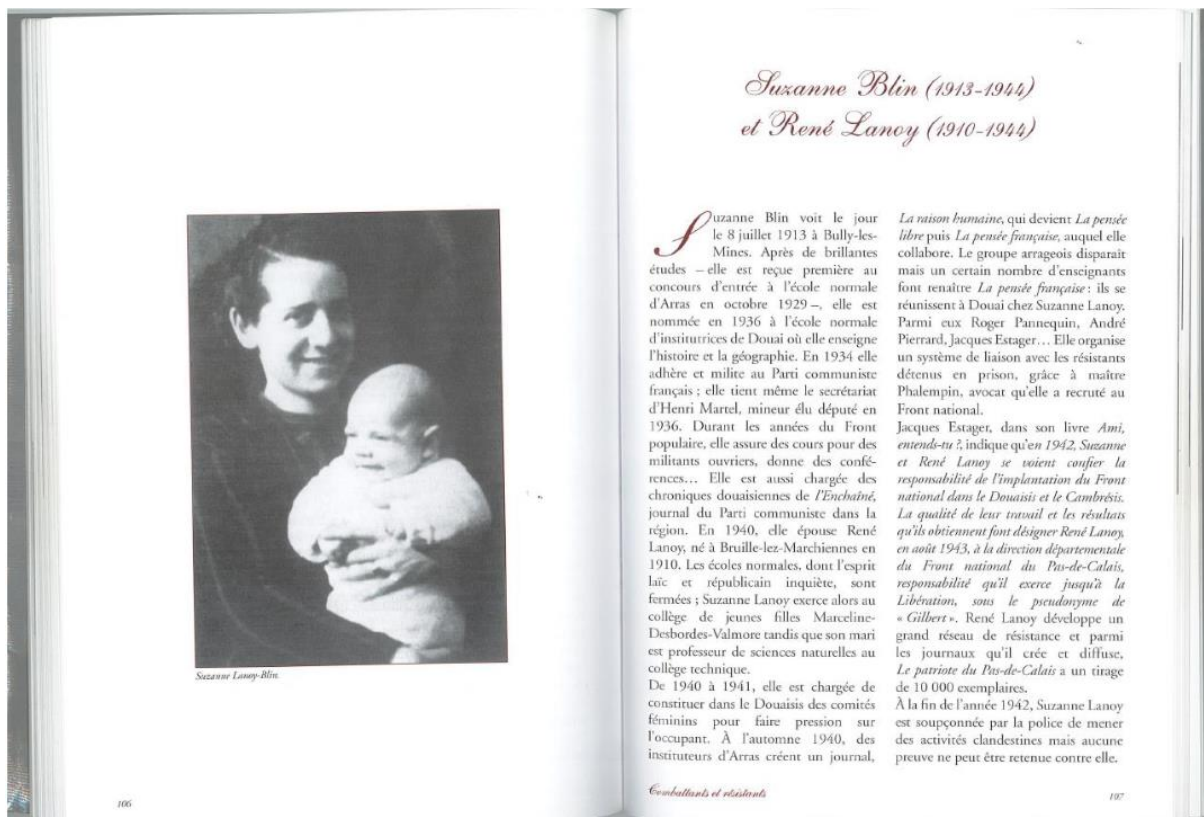 Suzanne Lanoy-Blin.
106
Suzanne Blin (1913-1944)
et René Lanoy (1910-1944)
Suzanne Blin voit le jour
le 8 juillet 1913 à Bully-les-
Mines. Après de brillantes
études – elle est reçue première au
concours d'entrée à l'école normale
d'Arras en octobre 1929 –, elle est
nommée en 1936 à l'école normale
d'institutrices de Douai où elle enseigne
l'histoire et la géographie. En 1934 elle
adhère et milite au Parti communiste
français ; elle tient même le secrétariat
d'Henri Martel, mineur élu député en
1936. Durant les années du Front
populaire, elle assure des cours pour des
militants ouvriers, donne des confé-
rences… Elle est aussi chargée des
chroniques douaisiennes de l'Enchaîné,
journal du Parti communiste dans la
région. En 1940, elle épouse René
Lanoy, né à Bruille-lez-Marchiennes en
1910. Les écoles normales, dont l'esprit
laïc et républicain inquiète, sont
fermées ; Suzanne Lanoy exerce alors au
collège de jeunes filles Marceline-
Desbordes-Valmore tandis que son mari
est professeur de sciences naturelles au
collège technique.
De 1940 à 1941, elle est chargée de
constituer dans le Douaisis des comités
féminins pour faire pression sur
l'occupant. À l'automne 1940, des
instituteurs d'Arras créent un journal,
La raison humaine, qui devient La pensée
libre puis La pensée française, auquel elle
collabore. Le groupe arrageois disparaît
mais un certain nombre d'enseignants
font renaître La pensée française : ils se
réunissent à Douai chez Suzanne Lanoy.
Parmi eux Roger Pannequin, André
Pierrard, Jacques Estager… Elle organise
un système de liaison avec les résistants
détenus en prison, grâce à maître
Phalempin, avocat qu'elle a recruté au
Front national.
Jacques Estager, dans son livre Ami,
entends-tu ?, indique qu'en 1942, Suzanne
et René Lanoy se voient confier la
responsabilité de l'implantation du Front
national dans le Douaisis et le Cambrésis.
La qualité de leur travail et les résultats
qu'ils obtiennent font désigner René Lanoy,
en août 1943, à la direction départementale
du Front national du Pas-de-Calais,
responsabilité qu'il exerce jusqu'à la
Libération, sous le pseudonyme de
« Gilbert ». René Lanoy développe un
grand réseau de résistance et parmi
les journaux qu'il crée et diffuse,
Le patriote du Pas-de-Calais a un tirage
de 10 000 exemplaires.
À la fin de l'année 1942, Suzanne Lanoy
est soupçonnée par la police de mener
des activités clandestines mais aucune
preuve ne peut être retenue contre elle.
Combattants et résistants
107